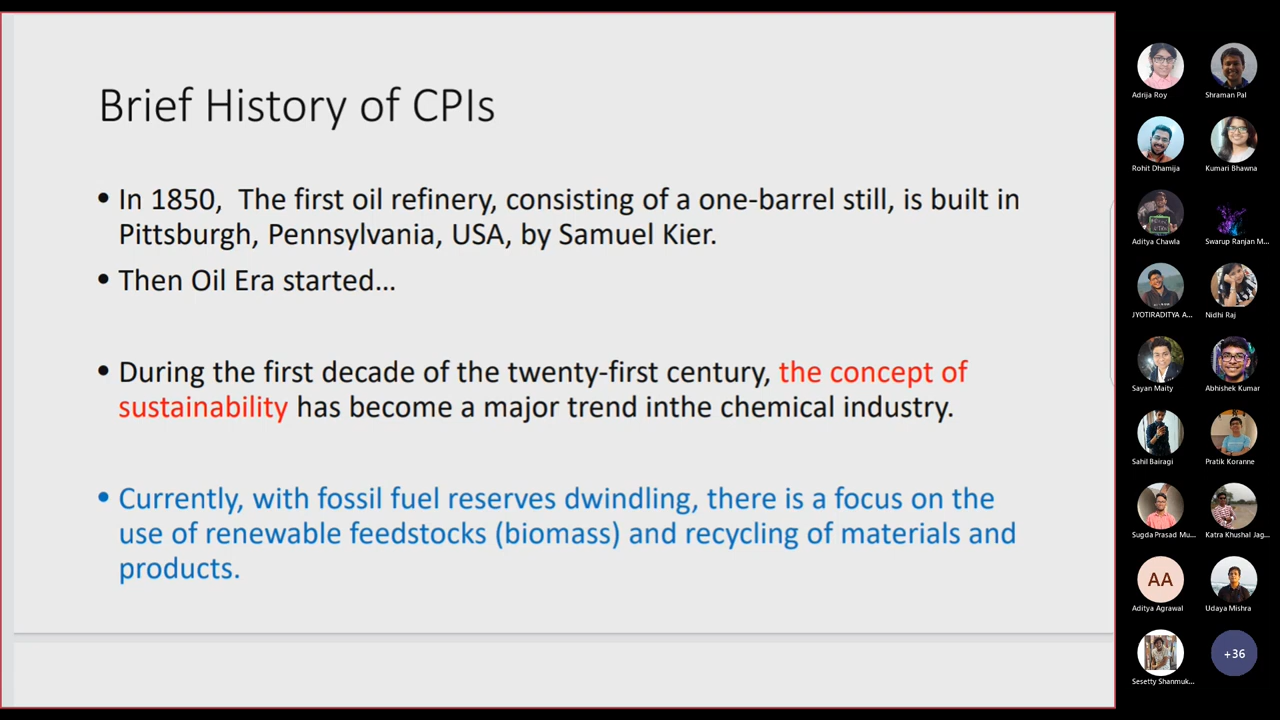 Brief History of CPIs
• In 1850,  The first oil refinery, consisting of a one-barrel still, is built in
Pittsburgh, Pennsylvania, USA, by Samuel Kier.
• Then Oil Era started…
• During the first decade of the twenty-first century, the concept of
sustainability has become a major trend inthe chemical industry.
• Currently, with fossil fuel reserves dwindling, there is a focus on the
use of renewable feedstocks (biomass) and recycling of materials and
products.
Adrija Roy
Shraman Pal
Rohit Dhamija
Kumari Bhawna
Aditya Chawla
Swarup Ranjan M...
JYOTIRADITYA A...
Nidhi Raj
Sayan Maity
Abhishek Kumar
Sahil Bairagi
Pratik Koranne
Sugda Prasad Mu...
Katra Khushal Jag...
AA
Aditya Agrawal
Udaya Mishra
Sesetty Shanmuk...
+36